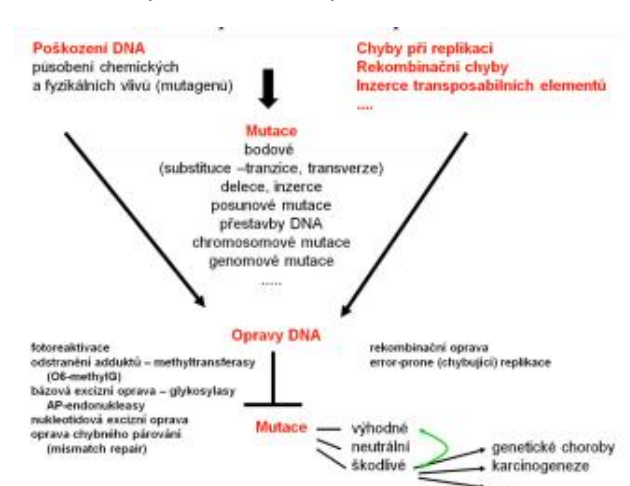 Poškození DNA
působení chemických
a fyzikálních vlivů (mutagenů)
Chyby při replikaci
Rekombinační chyby
Inzerce transposabilních elementů
....
Mutace
bodové
(substituce –tranzice, transverze)
delece, inzerce
posunové mutace
přestavby DNA
chromosomové mutace
genomové mutace
.....
Opravy DNA
fotoreaktivace
odstranění adduktů – methyltransferasy
(O6-methylG)
bázová excizní oprava – glykosylasy
AP-endonukleasy
nukleotidová excizní oprava
oprava chybného párování
(mismatch repair)
rekombinační oprava
error-prone (chybující) replikace
Mutace
výhodné
neutrální
škodlivé
genetické choroby
karcinogeneze